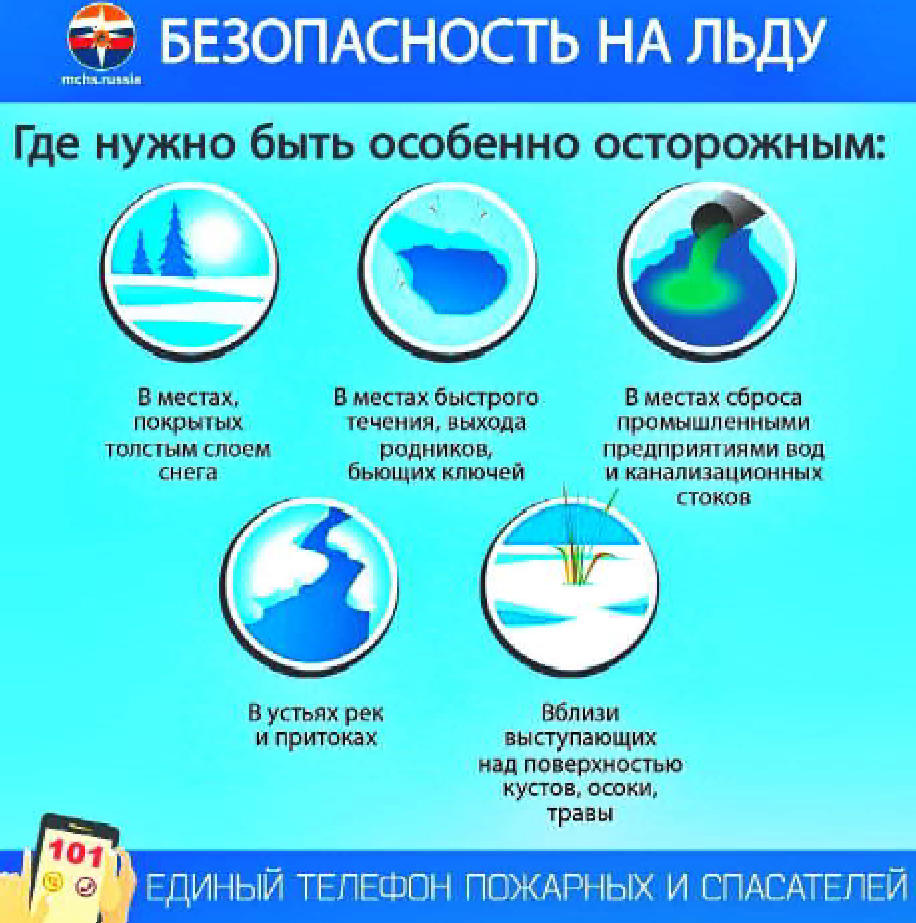 БЕЗОПАСНОСТЬ НА ЛЬДУ
mchs.russia
Где нужно быть особенно осторожным:
В местах,
покрытых
толстым слоем
снега
В местах быстрого
течения, выхода
родников,
бьющих ключей
В местах сброса
промышленными
предприятиями вод
и канализационных
стоков
В устьях рек
и притоках
Вблизи
выступающих
над поверхностью
кустов, осоки,
травы
101
ЕДИНЫЙ ТЕЛЕФОН ПОЖАРНЫХ И СПАСАТЕЛЕЙ